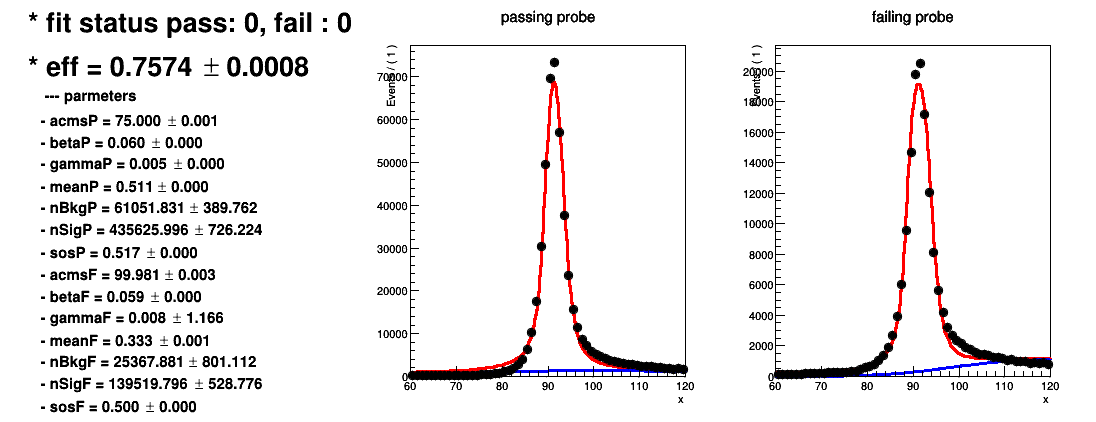 * fit status pass: 0, fail : 0
* eff = 0.7574 ± 0.0008
--- parmeters
- acmsP = 75.000 ± 0.001
- betaP = 0.060 ± 0.000
- gammaP = 0.005 ± 0.000
- meanP = 0.511 ± 0.000
- nBkgP = 61051.831 ± 389.762
- nSigP = 435625.996 ± 726.224
- sosP = 0.517 ± 0.000
- acmsF = 99.981 ± 0.003
- betaF = 0.059 ± 0.000
- gammaF = 0.008 ± 1.166
- meanF = 0.333 ± 0.001
- nBkgF = 25367.881 ± 801.112
- nSigF = 139519.796 ± 528.776
- sosF = 0.500 ± 0.000
passing probe
Events / ( 1 )
70000
60000
50000
40000
30000
20000
10000
0
60 70 80 90 100 110 120
x
failing probe
Events / ( 1 )
20000
18000
16000
14000
12000
10000
8000
6000
4000
2000
0
60 70 80 90 100 110 120
x